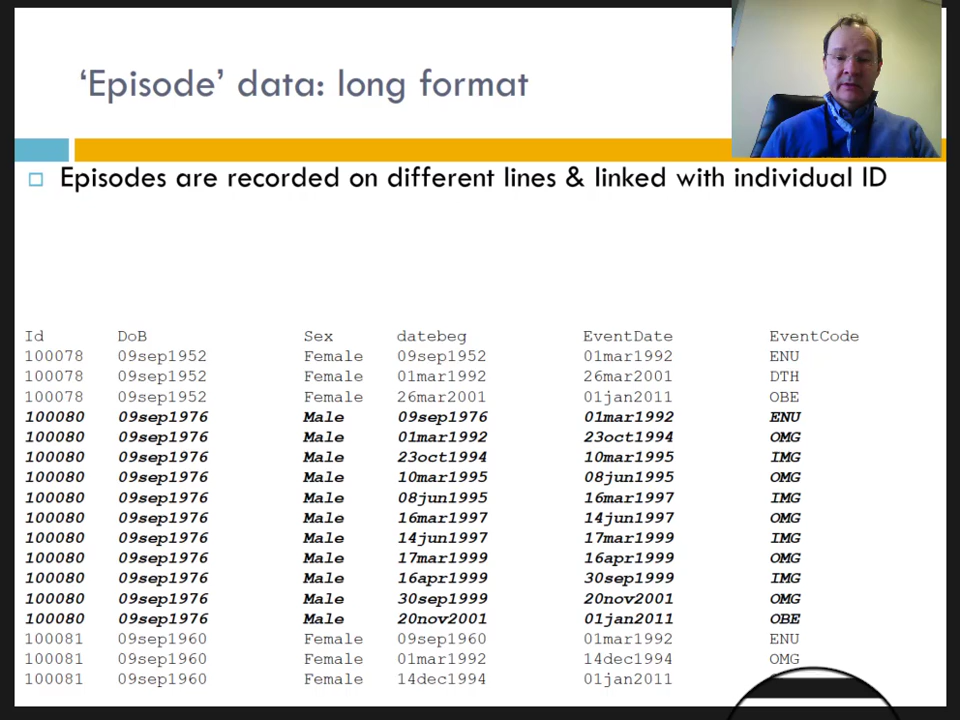 ‘Episode’ data: long format
Episodes are recorded on different lines & linked with individual ID
Id DoB Sex datebeg EventDate EventCode
100078 09sep1952 Female 09sep1952 01mar1992 ENU
100078 09sep1952 Female 01mar1992 26mar2001 DTH
100078 09sep1952 Female 26mar2001 01jan2011 OBE
100080 09sep1976 Male 09sep1976 01mar1992 ENU
100080 09sep1976 Male 01mar1992 23oct1994 OMG
100080 09sep1976 Male 23oct1994 10mar1995 IMG
100080 09sep1976 Male 10mar1995 08jun1995 OMG
100080 09sep1976 Male 08jun1995 16mar1997 IMG
100080 09sep1976 Male 16mar1997 14jun1997 OMG
100080 09sep1976 Male 14jun1997 17mar1999 IMG
100080 09sep1976 Male 17mar1999 16apr1999 OMG
100080 09sep1976 Male 16apr1999 30sep1999 IMG
100080 09sep1976 Male 30sep1999 20nov2001 OMG
100080 09sep1976 Male 20nov2001 01jan2011 OBE
100081 09sep1960 Female 09sep1960 01mar1992 ENU
100081 09sep1960 Female 01mar1992 14dec1994 OMG
100081 09sep1960 Female 14dec1994 01jan2011